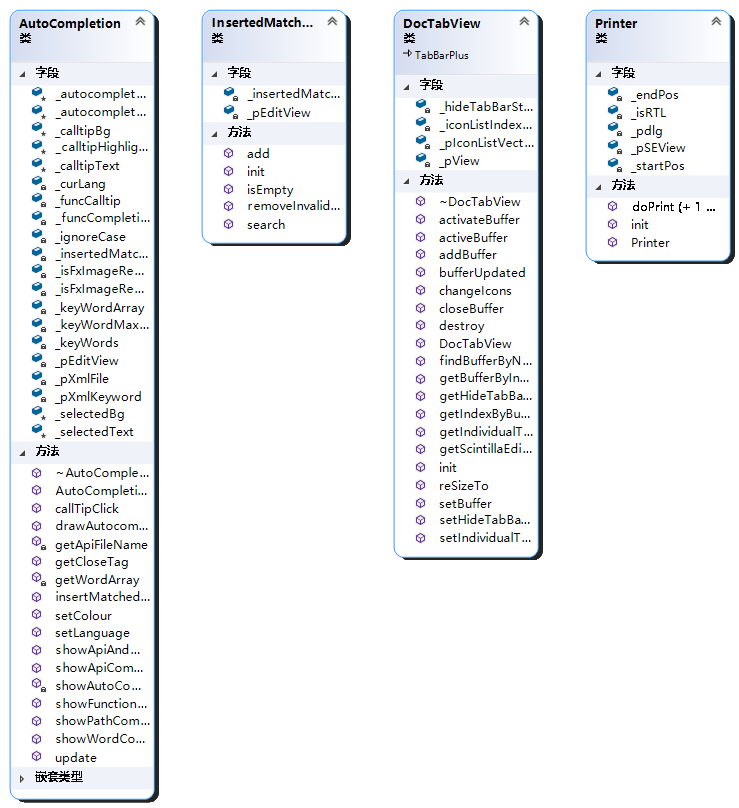 AutoCompletion
类
字段
_autocomplet...
_autocomplet...
_calltipBg
_calltipHighlig...
_calltipText
_curLang
_funcCalltip
_funcCompleti...
_ignoreCase
_insertedMatc...
_isFxImageRe...
_isFxImageRe...
_keyWordArray
_keyWordMax...
_keyWords
_pEditView
_pXmlFile
_pXmlKeyword
_selectedBg
_selectedText
方法
~AutoComple...
AutoCompleti...
callTipClick
drawAutocom...
getApiFileName
getCloseTag
getWordArray
insertMatched...
setColour
setLanguage
showApiAnd...
showApiCom...
showAutoCo...
showFunction...
showPathCom...
showWordCo...
update
嵌套类型
InsertedMatch...
类
字段
_insertedMatc...
_pEditView
方法
add
init
isEmpty
removeInvalid...
search
DocTabView
类
TabBarPlus
字段
_hideTabBarSt...
_iconListIndex...
_pIconListVect...
_pView
方法
~DocTabView
activateBuffer
activeBuffer
addBuffer
bufferUpdated
changeIcons
closeBuffer
destroy
DocTabView
findBufferByN...
getBufferByIn...
getHideTabBa...
getIndexByBu...
getIndividualT...
getScintillaEdi...
init
reSizeTo
setBuffer
setHideTabBa...
setIndividualT...
Printer
类
字段
_endPos
_isRTL
_pdlg
_pSEView
_startPos
方法
doPrint (+ 1 ...
init
Printer